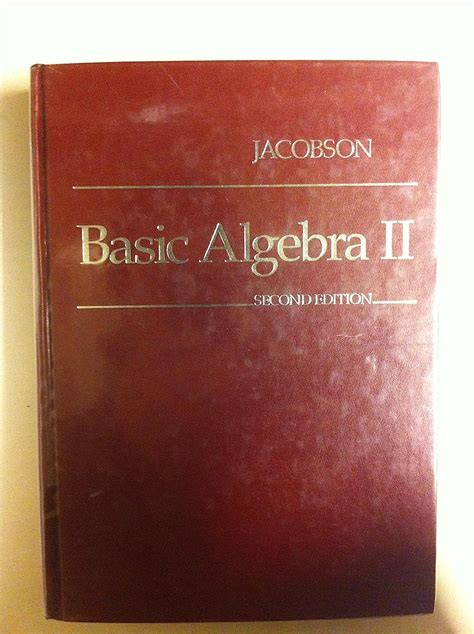 JACOBSON
Basic Algebra II
SECOND EDITION